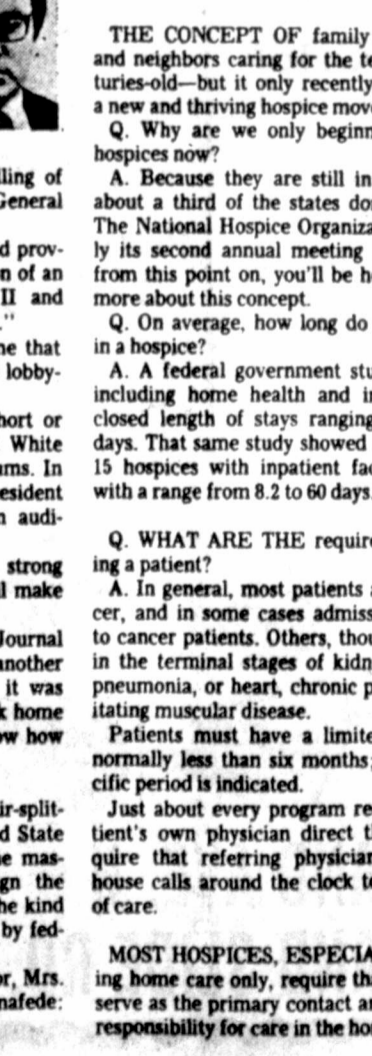 lling of
General
d prov-
n of an
II and
."
ne that
lobby-
hort or
White
ams. In
esident
n audi-
strong
l make
Journal
another
it was
k home
ow how
ir-split-
d State
e mas-
gn the
he kind
by fed-
or, Mrs.
nafede:
THE CONCEPT OF family
and neighbors caring for the te
turies-old—but it only recently
a new and thriving hospice mov
Q. Why are we only beginn
hospices now?
A. Because they are still in
about a third of the states do
The National Hospice Organiza
ly its second annual meeting
from this point on, you'll be h
more about this concept.
Q. On average, how long do
in a hospice?
A. A federal government stu
including home health and in
closed length of stays ranging
days. That same study showed
15 hospices with inpatient fac
with a range from 8.2 to 60 days.
Q. WHAT ARE THE require
ing a patient?
A. In general, most patients a
cer, and in some cases admiss
to cancer patients. Others, thou
in the terminal stages of kidn
pneumonia, or heart, chronic p
itating muscular disease.
Patients must have a limite
normally less than six months;
cific period is indicated.
Just about every program re
tient's own physician direct t
quire that referring physician
house calls around the clock t
of care.
MOST HOSPICES, ESPECIA
ing home care only, require tha
serve as the primary contact a
responsibility for care in the ho